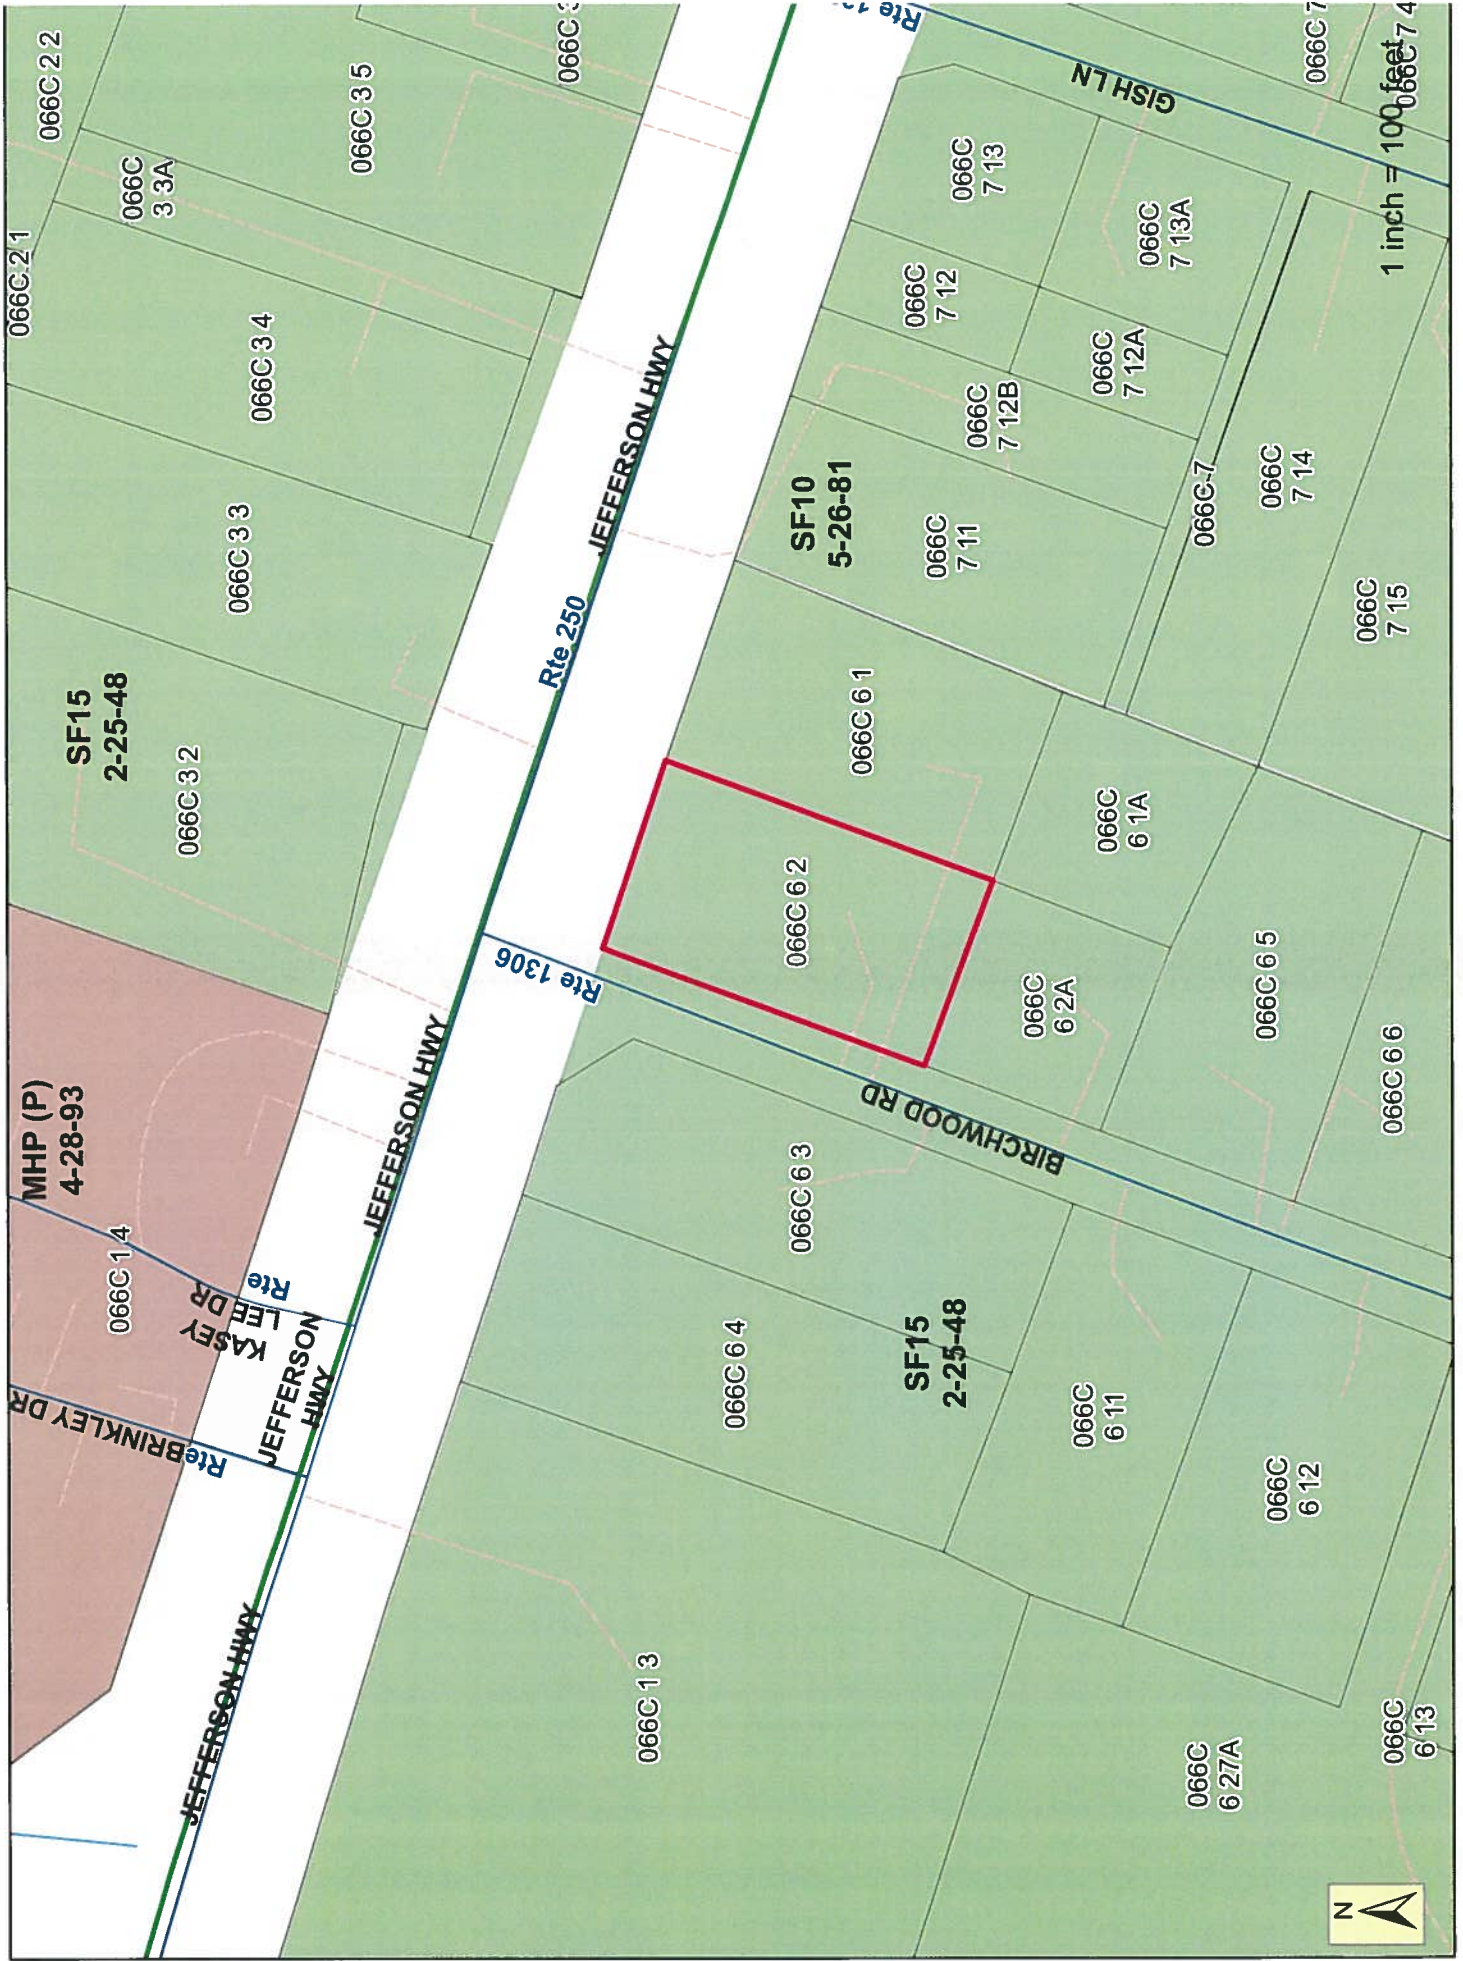 066C 2 1
066C 2 2
066C
3 3A
066C 3 5
066C 3 4
066C 3 3
SF15
2-25-48
066C 3 2
MHP (P)
4-28-93
066C 1 4
BRINKLEY DR
Rte
KASEY
LEE DR
Rte
JEFFERSON
HWY
JEFFERSON HWY
JEFFERSON HWY
JEFFERSON HWY
Rte 250
Rte 1306
BIRCHWOOD RD
GISH LN
066C
7 13
066C
7 13A
066C
7 12
066C
7 12A
066C
7 12B
SF10
5-26-81
066C
7 11
066C-7
066C
7 14
066C
7 15
066C 6 1
066C
6 1A
066C 6 2
066C
6 2A
066C 6 5
066C 6 6
066C 6 3
066C 6 4
SF15
2-25-48
066C
6 11
066C
6 12
066C
6 13
066C
6 27A
066C 1 3
066C 7 4
1 inch = 100 feet
N